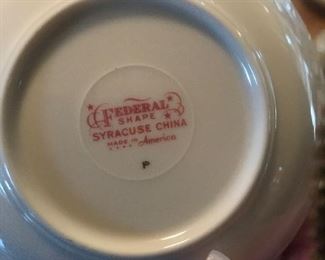 FEDERAL
SHAPE
SYRACUSE CHINA
MADE IN America
P